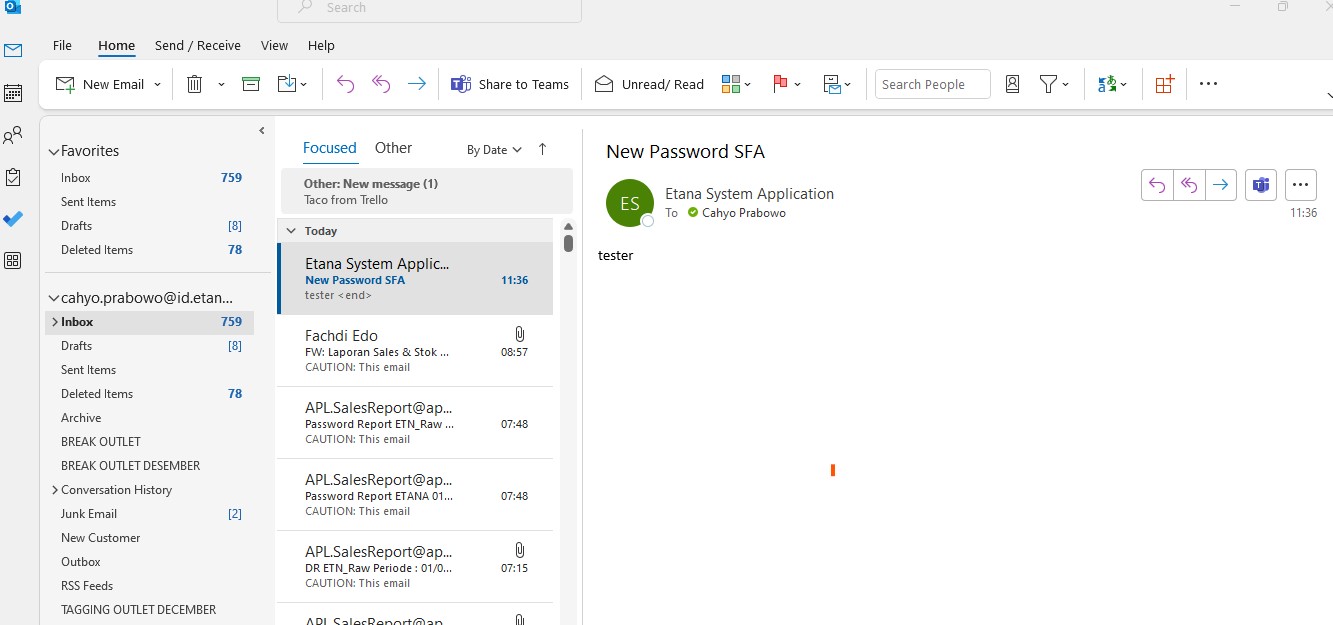 Search
File Home Send / Receive View Help
New Email Share to Teams Unread/ Read Search People
Favorites
Inbox 759
Sent Items
Drafts [8]
Deleted Items 78
cahyo.prabowo@id.etan...
Inbox 759
Drafts [8]
Sent Items
Deleted Items 78
Archive
BREAK OUTLET
BREAK OUTLET DESEMBER
Conversation History
Junk Email [2]
New Customer
Outbox
RSS Feeds
TAGGING OUTLET DECEMBER
Focused Other By Date
Other: New message (1)
Taco from Trello
Today
Etana System Applic...
New Password SFA 11:36
tester <end>
Fachdi Edo
FW: Laporan Sales & Stok ... 08:57
CAUTION: This email
APL.SalesReport@ap...
Password Report ETN_Raw ... 07:48
CAUTION: This email
APL.SalesReport@ap...
Password Report ETANA 01... 07:48
CAUTION: This email
APL.SalesReport@ap...
DR ETN_Raw Periode : 01/0... 07:15
CAUTION: This email
APL.SalesReport@ap...
New Password SFA
ES
Etana System Application
To Cahyo Prabowo
11:36
tester